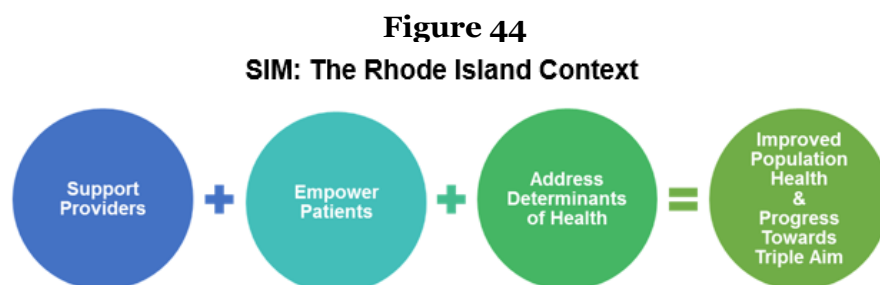 Figure 44
SIM: The Rhode Island Context
Support
Providers
+
Empower
Patients
+
Address
Determinants
of Health
=
Improved
Population
Health
&
Progress
Towards
Triple Aim